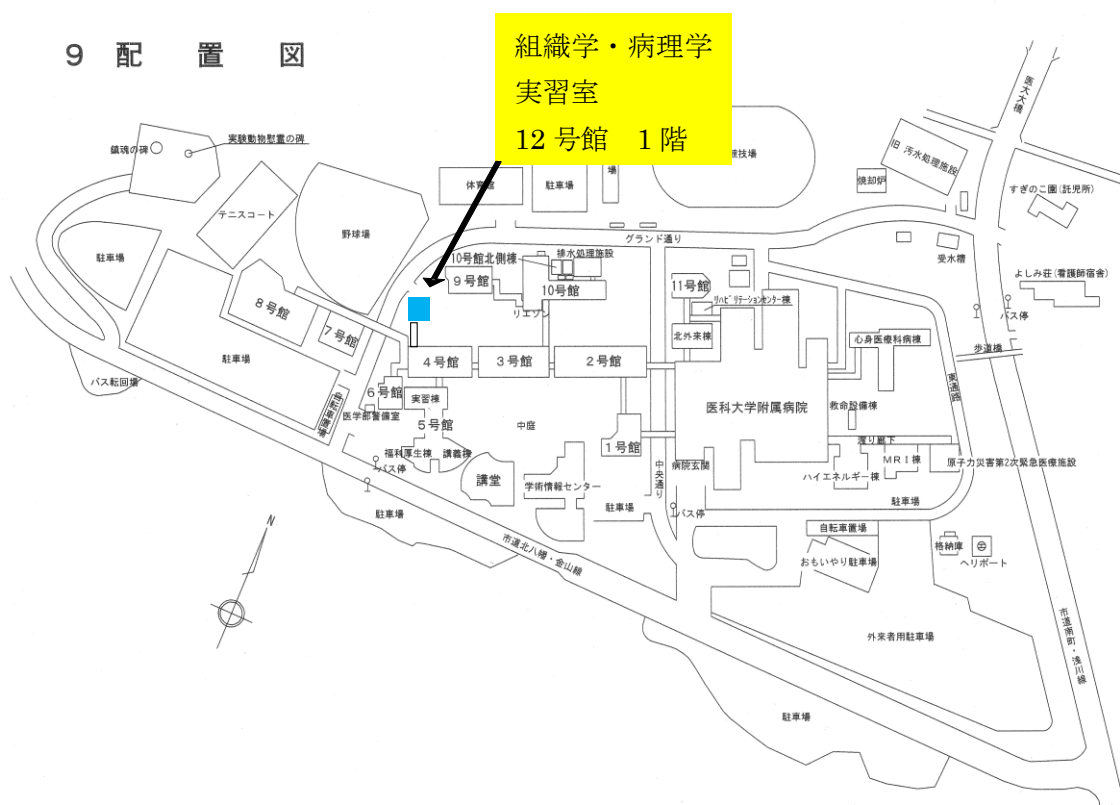 9 配 置 図
組織学・病理学
実習室
12 号館　1 階
医大大橋
実験動物慰霊の碑
鎮魂の碑
旧 汚水処理施設
焼却炉
すぎのこ園(託児所)
体育館
駐車場
場
競技場
テニスコート
野球場
グランド通り
受水槽
駐車場
10号館北側棟
排水処理施設
よしみ荘(看護師宿舎)
9号館
10号館
11号館
リハビリテーションセンター棟
バス停
8号館
7号館
リエゾン
北外来棟
心身医療科病棟
歩道橋
駐車場
4号館
3号館
2号館
東通路
バス転回場
6号館
実習棟
医科大学附属病院
救命設備棟
自転車置場
医学部警備室
5号館
中庭
1号館
渡り廊下
福利厚生棟
講義棟
中央通り
病院玄関
MRI棟
原子力災害第2次緊急医療施設
バス停
講堂
学術情報センター
ハイエネルギー棟
駐車場
駐車場
駐車場
バス停
自転車置場
N
市道北八幡・金山線
格納庫
ヘリポート
おもいやり駐車場
市道南町・浅川線
外来者用駐車場
駐車場